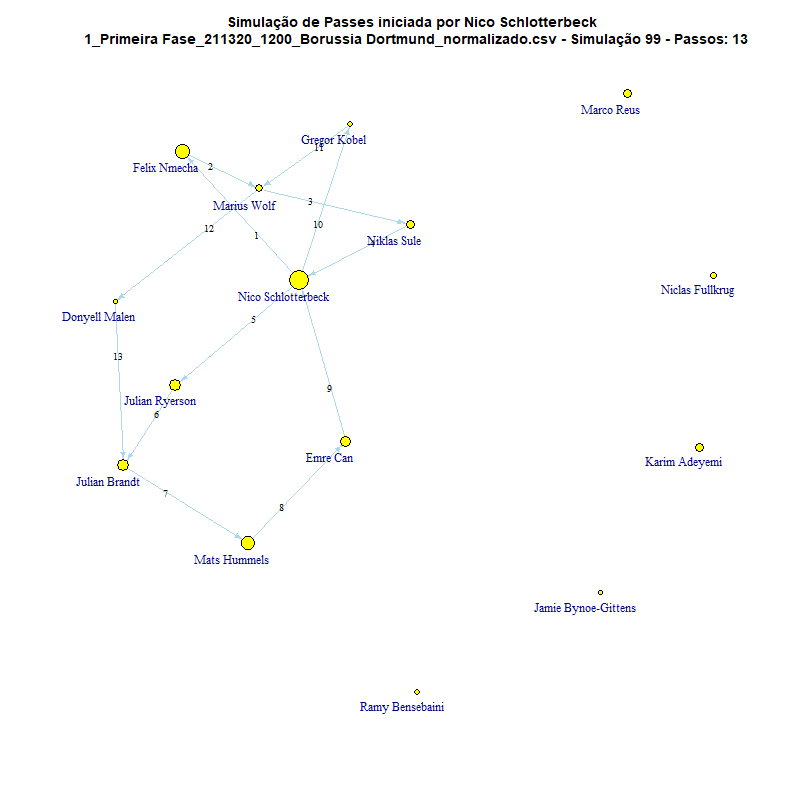 Simulação de Passes iniciada por Nico Schlotterbeck
1_Primeira Fase_211320_1200_Borussia Dortmund_normalizado.csv - Simulação 99 - Passos: 13
Marco Reus
Gregor Kobel
11
Felix Nmecha
2
Marius Wolf
3
12
10
1
Niklas Sule
4
Nico Schlotterbeck
Niclas Fullkrug
Donyell Malen
5
13
9
Julian Ryerson
6
Emre Can
Karim Adeyemi
Julian Brandt
7
8
Mats Hummels
Jamie Bynoe-Gittens
Ramy Bensebaini